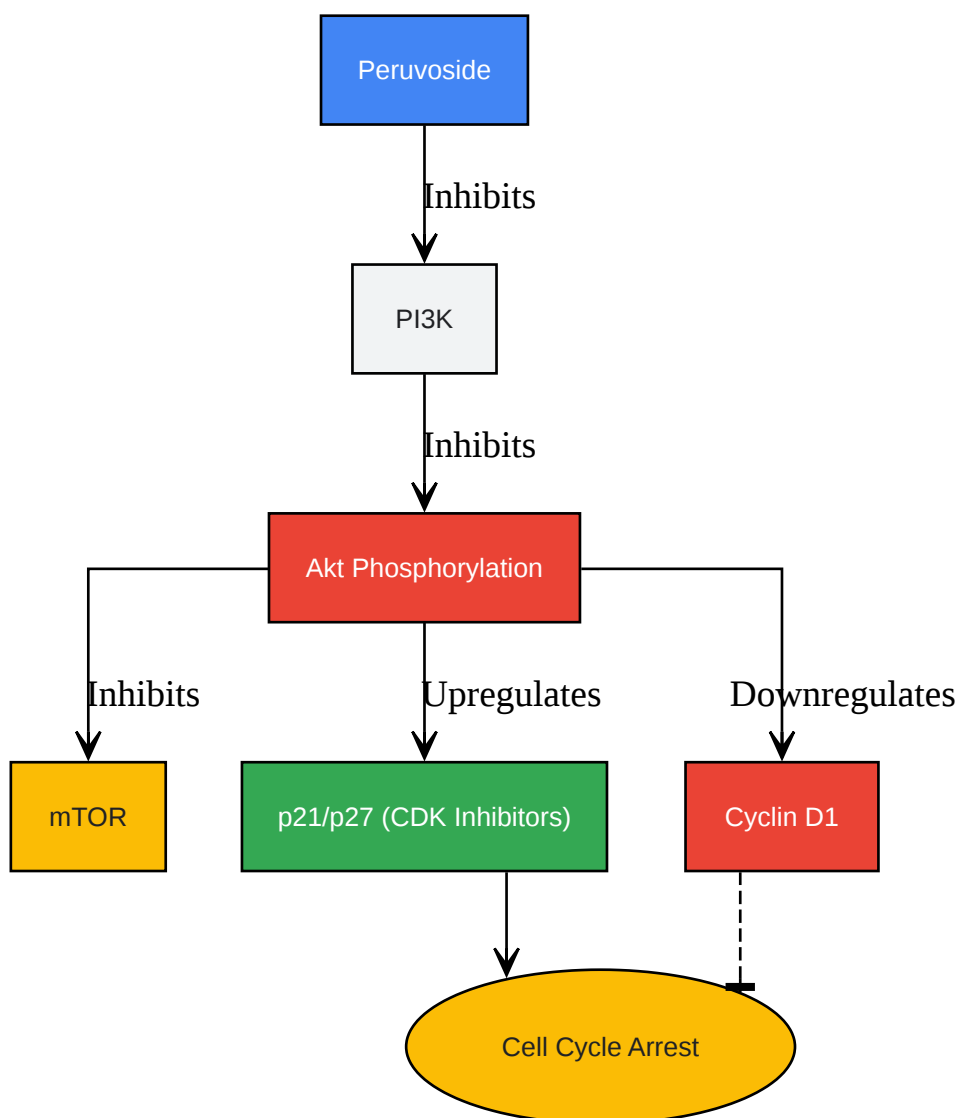 Peruvoside
Inhibits
PI3K
Inhibits
Akt Phosphorylation
Inhibits
Upregulates
Downregulates
mTOR
p21/p27 (CDK Inhibitors)
Cyclin D1
Cell Cycle Arrest